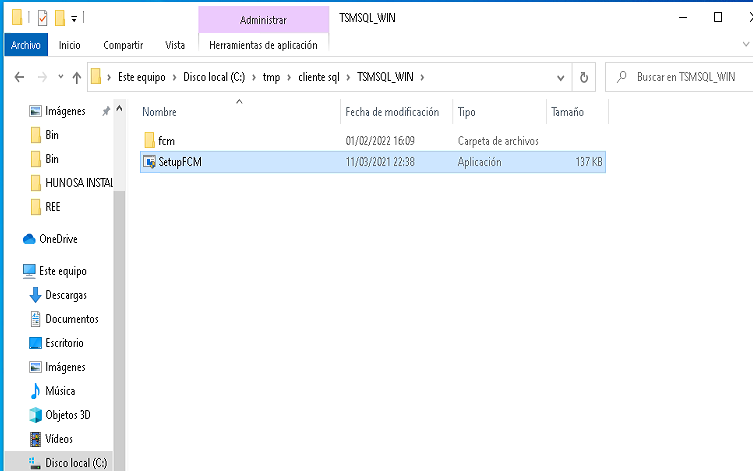 Administrar
TSMSQL_WIN
Archivo
Inicio
Compartir
Vista
Herramientas de aplicación
Este equipo
Disco local (C:)
tmp
cliente sql
TSMSQL_WIN
Buscar en TSMSQL_WIN
Imágenes
Bin
Bin
HUNOSA INSTAL
REE
OneDrive
Este equipo
Descargas
Documentos
Escritorio
Imágenes
Música
Objetos 3D
Vídeos
Disco local (C:)
Nombre
Fecha de modificación
Tipo
Tamaño
fcm
01/02/2022 16:09
Carpeta de archivos
SetupFCM
11/03/2021 22:38
Aplicación
137 KB